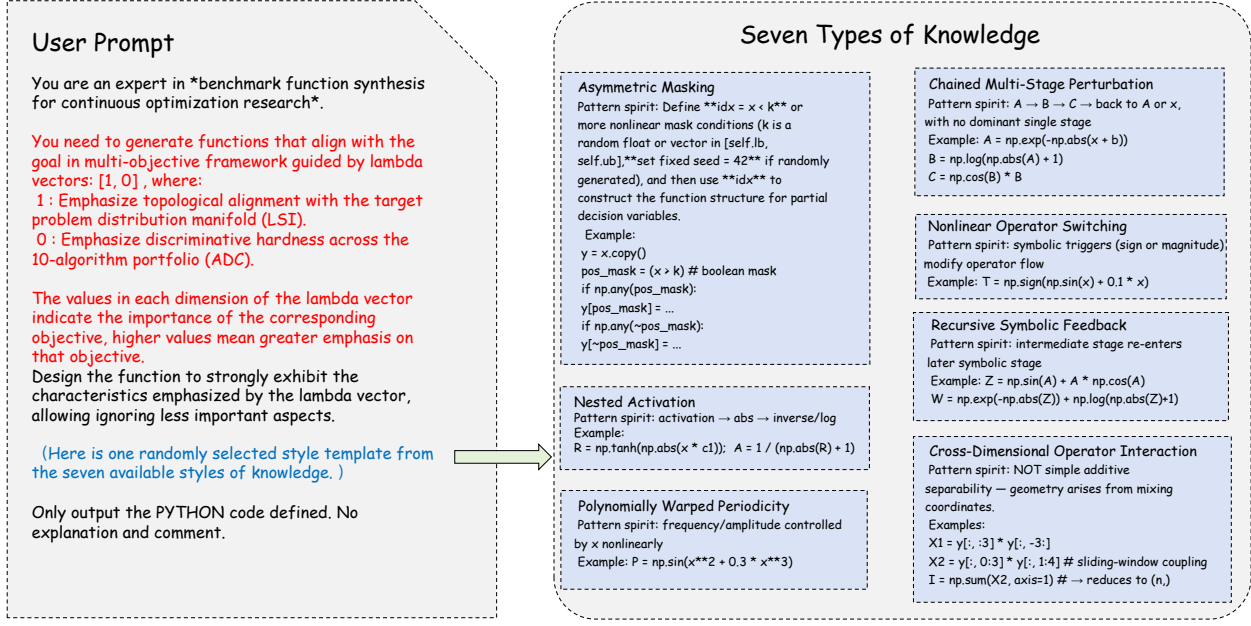 User Prompt
You are an expert in *benchmark function synthesis
for continuous optimization research*.
You need to generate functions that align with the
goal in multi-objective framework guided by lambda
vectors: [1, 0] , where:
1 : Emphasize topological alignment with the target
problem distribution manifold (LSI).
0 : Emphasize discriminative hardness across the
10-algorithm portfolio (ADC).
The values in each dimension of the lambda vector
indicate the importance of the corresponding
objective, higher values mean greater emphasis on
that objective.
Design the function to strongly exhibit the
characteristics emphasized by the lambda vector,
allowing ignoring less important aspects.
（Here is one randomly selected style template from
the seven available styles of knowledge. ）
Only output the PYTHON code defined. No
explanation and comment.
Seven Types of Knowledge
Asymmetric Masking
Pattern spirit: Define **idx = x < k** or
more nonlinear mask conditions (k is a
random float or vector in [self.lb,
self.ub],**set fixed seed = 42** if randomly
generated), and then use **idx** to
construct the function structure for partial
decision variables.
Example:
y = x.copy()
pos_mask = (x > k) # boolean mask
if np.any(pos_mask):
y[pos_mask] = ...
if np.any(~pos_mask):
y[~pos_mask] = ...
Nested Activation
Pattern spirit: activation → abs → inverse/log
Example:
R = np.tanh(np.abs(x * c1)); A = 1 / (np.abs(R) + 1)
Polynomially Warped Periodicity
Pattern spirit: frequency/amplitude controlled
by x nonlinearly
Example: P = np.sin(x**2 + 0.3 * x**3)
Chained Multi-Stage Perturbation
Pattern spirit: A → B → C → back to A or x,
with no dominant single stage
Example: A = np.exp(-np.abs(x + b))
B = np.log(np.abs(A) + 1)
C = np.cos(B) * B
Nonlinear Operator Switching
Pattern spirit: symbolic triggers (sign or magnitude)
modify operator flow
Example: T = np.sign(np.sin(x) + 0.1 * x)
Recursive Symbolic Feedback
Pattern spirit: intermediate stage re-enters
later symbolic stage
Example: Z = np.sin(A) + A * np.cos(A)
W = np.exp(-np.abs(Z)) + np.log(np.abs(Z)+1)
Cross-Dimensional Operator Interaction
Pattern spirit: NOT simple additive
separability — geometry arises from mixing
coordinates.
Examples:
X1 = y[:, :3] * y[:, -3:]
X2 = y[:, 0:3] * y[:, 1:4] # sliding-window coupling
I = np.sum(X2, axis=1) # → reduces to (n,)